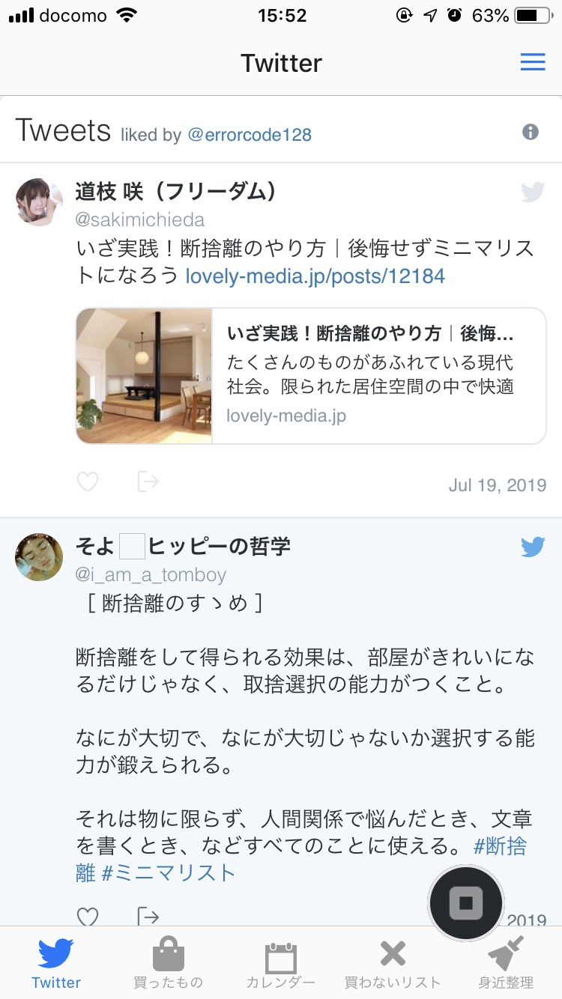 docomo 15:52 63%
Twitter
Tweets liked by @errorcode128
道枝 咲（フリーダム）
@sakimichieda
いざ実践！断捨離のやり方｜後悔せずミニマリス
トになろう lovely-media.jp/posts/12184
いざ実践！断捨離のやり方｜後悔...
たくさんのものがあふれている現代
社会。限られた居住空間の中で快適
lovely-media.jp
Jul 19, 2019
そよ ヒッピーの哲学
@i_am_a_tomboy
［ 断捨離のすゝめ ］
断捨離をして得られる効果は、部屋がきれいにな
るだけじゃなく、取捨選択の能力がつくこと。
なにが大切で、なにが大切じゃないか選択する能
力が鍛えられる。
それは物に限らず、人間関係で悩んだとき、文章
を書くとき、などすべてのことに使える。 #断捨
離 #ミニマリスト
2019
Twitter 買ったもの カレンダー 買わないリスト 身近整理